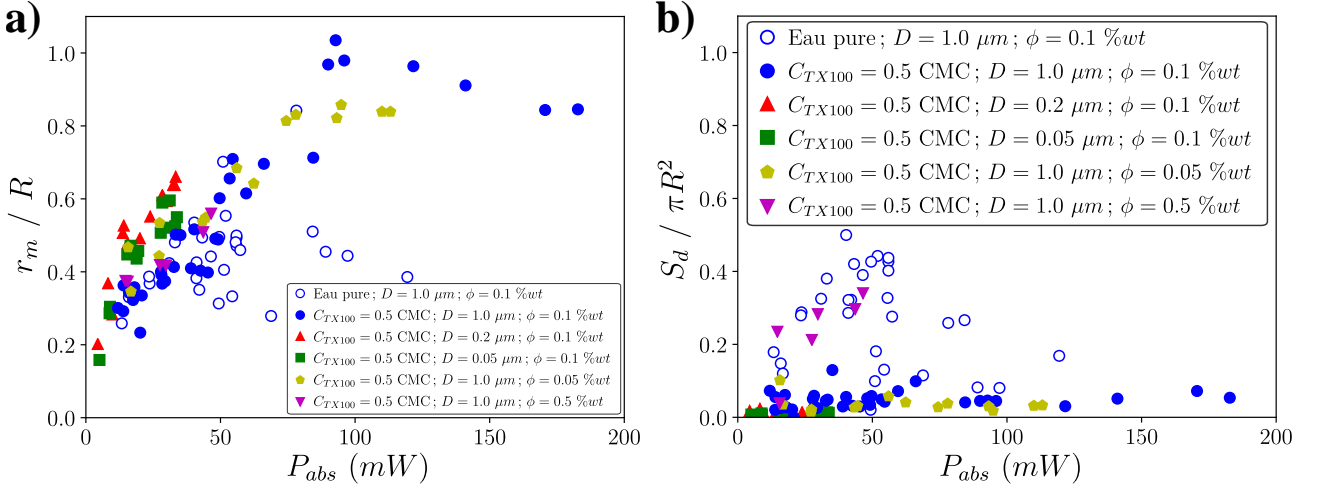 a)
1.0
0.8
0.6
0.4
0.2
0.0
r_m / R
0
50
100
150
200
P_abs (mW)
Eau pure ; D = 1.0 μm ; ϕ = 0.1 %wt
C_TX100 = 0.5 CMC ; D = 1.0 μm ; ϕ = 0.1 %wt
C_TX100 = 0.5 CMC ; D = 0.2 μm ; ϕ = 0.1 %wt
C_TX100 = 0.5 CMC ; D = 0.05 μm ; ϕ = 0.1 %wt
C_TX100 = 0.5 CMC ; D = 1.0 μm ; ϕ = 0.05 %wt
C_TX100 = 0.5 CMC ; D = 1.0 μm ; ϕ = 0.5 %wt
b)
1.0
0.8
0.6
0.4
0.2
0.0
S_d / πR²
0
50
100
150
200
P_abs (mW)
Eau pure ; D = 1.0 μm ; ϕ = 0.1 %wt
C_TX100 = 0.5 CMC ; D = 1.0 μm ; ϕ = 0.1 %wt
C_TX100 = 0.5 CMC ; D = 0.2 μm ; ϕ = 0.1 %wt
C_TX100 = 0.5 CMC ; D = 0.05 μm ; ϕ = 0.1 %wt
C_TX100 = 0.5 CMC ; D = 1.0 μm ; ϕ = 0.05 %wt
C_TX100 = 0.5 CMC ; D = 1.0 μm ; ϕ = 0.5 %wt